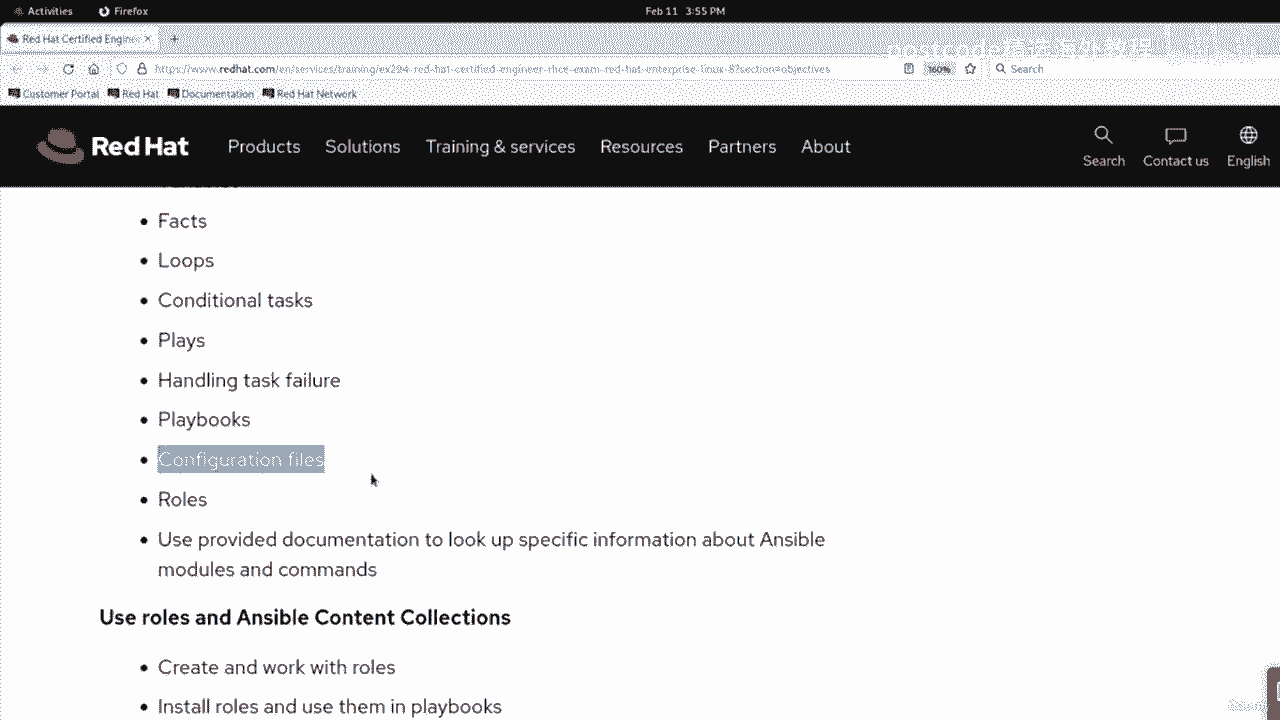 Activities
Firefox
Feb 11 3:55 PM
Red Hat Certified Engine
https://www.redhat.com/en/services/training/ex294-red-hat-certified-engineer-rhce-exam-red-hat-enterprise-linux-8?section=objectives
160%
Search
Customer Portal
Red Hat
Documentation
Red Hat Network
Red Hat
Products
Solutions
Training & services
Resources
Partners
About
Search
Contact us
English
• Facts
• Loops
• Conditional tasks
• Plays
• Handling task failure
• Playbooks
• Configuration files
• Roles
• Use provided documentation to look up specific information about Ansible
modules and commands
Use roles and Ansible Content Collections
• Create and work with roles
• Install roles and use them in playbooks